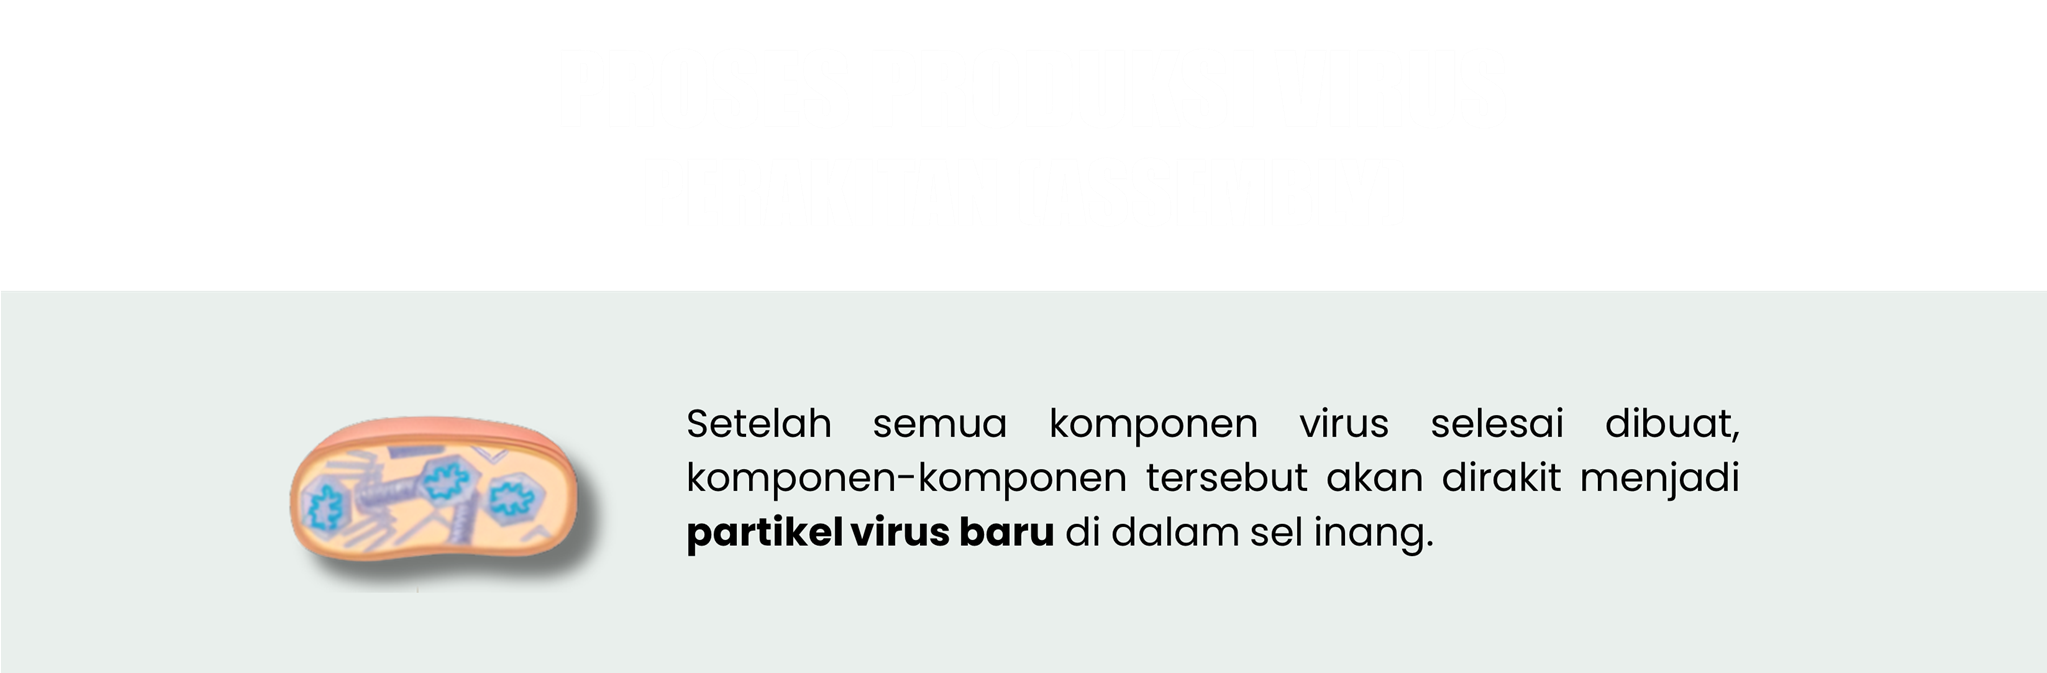 Setelah semua komponen virus selesai dibuat,
komponen-komponen tersebut akan dirakit menjadi
partikel virus baru di dalam sel inang.